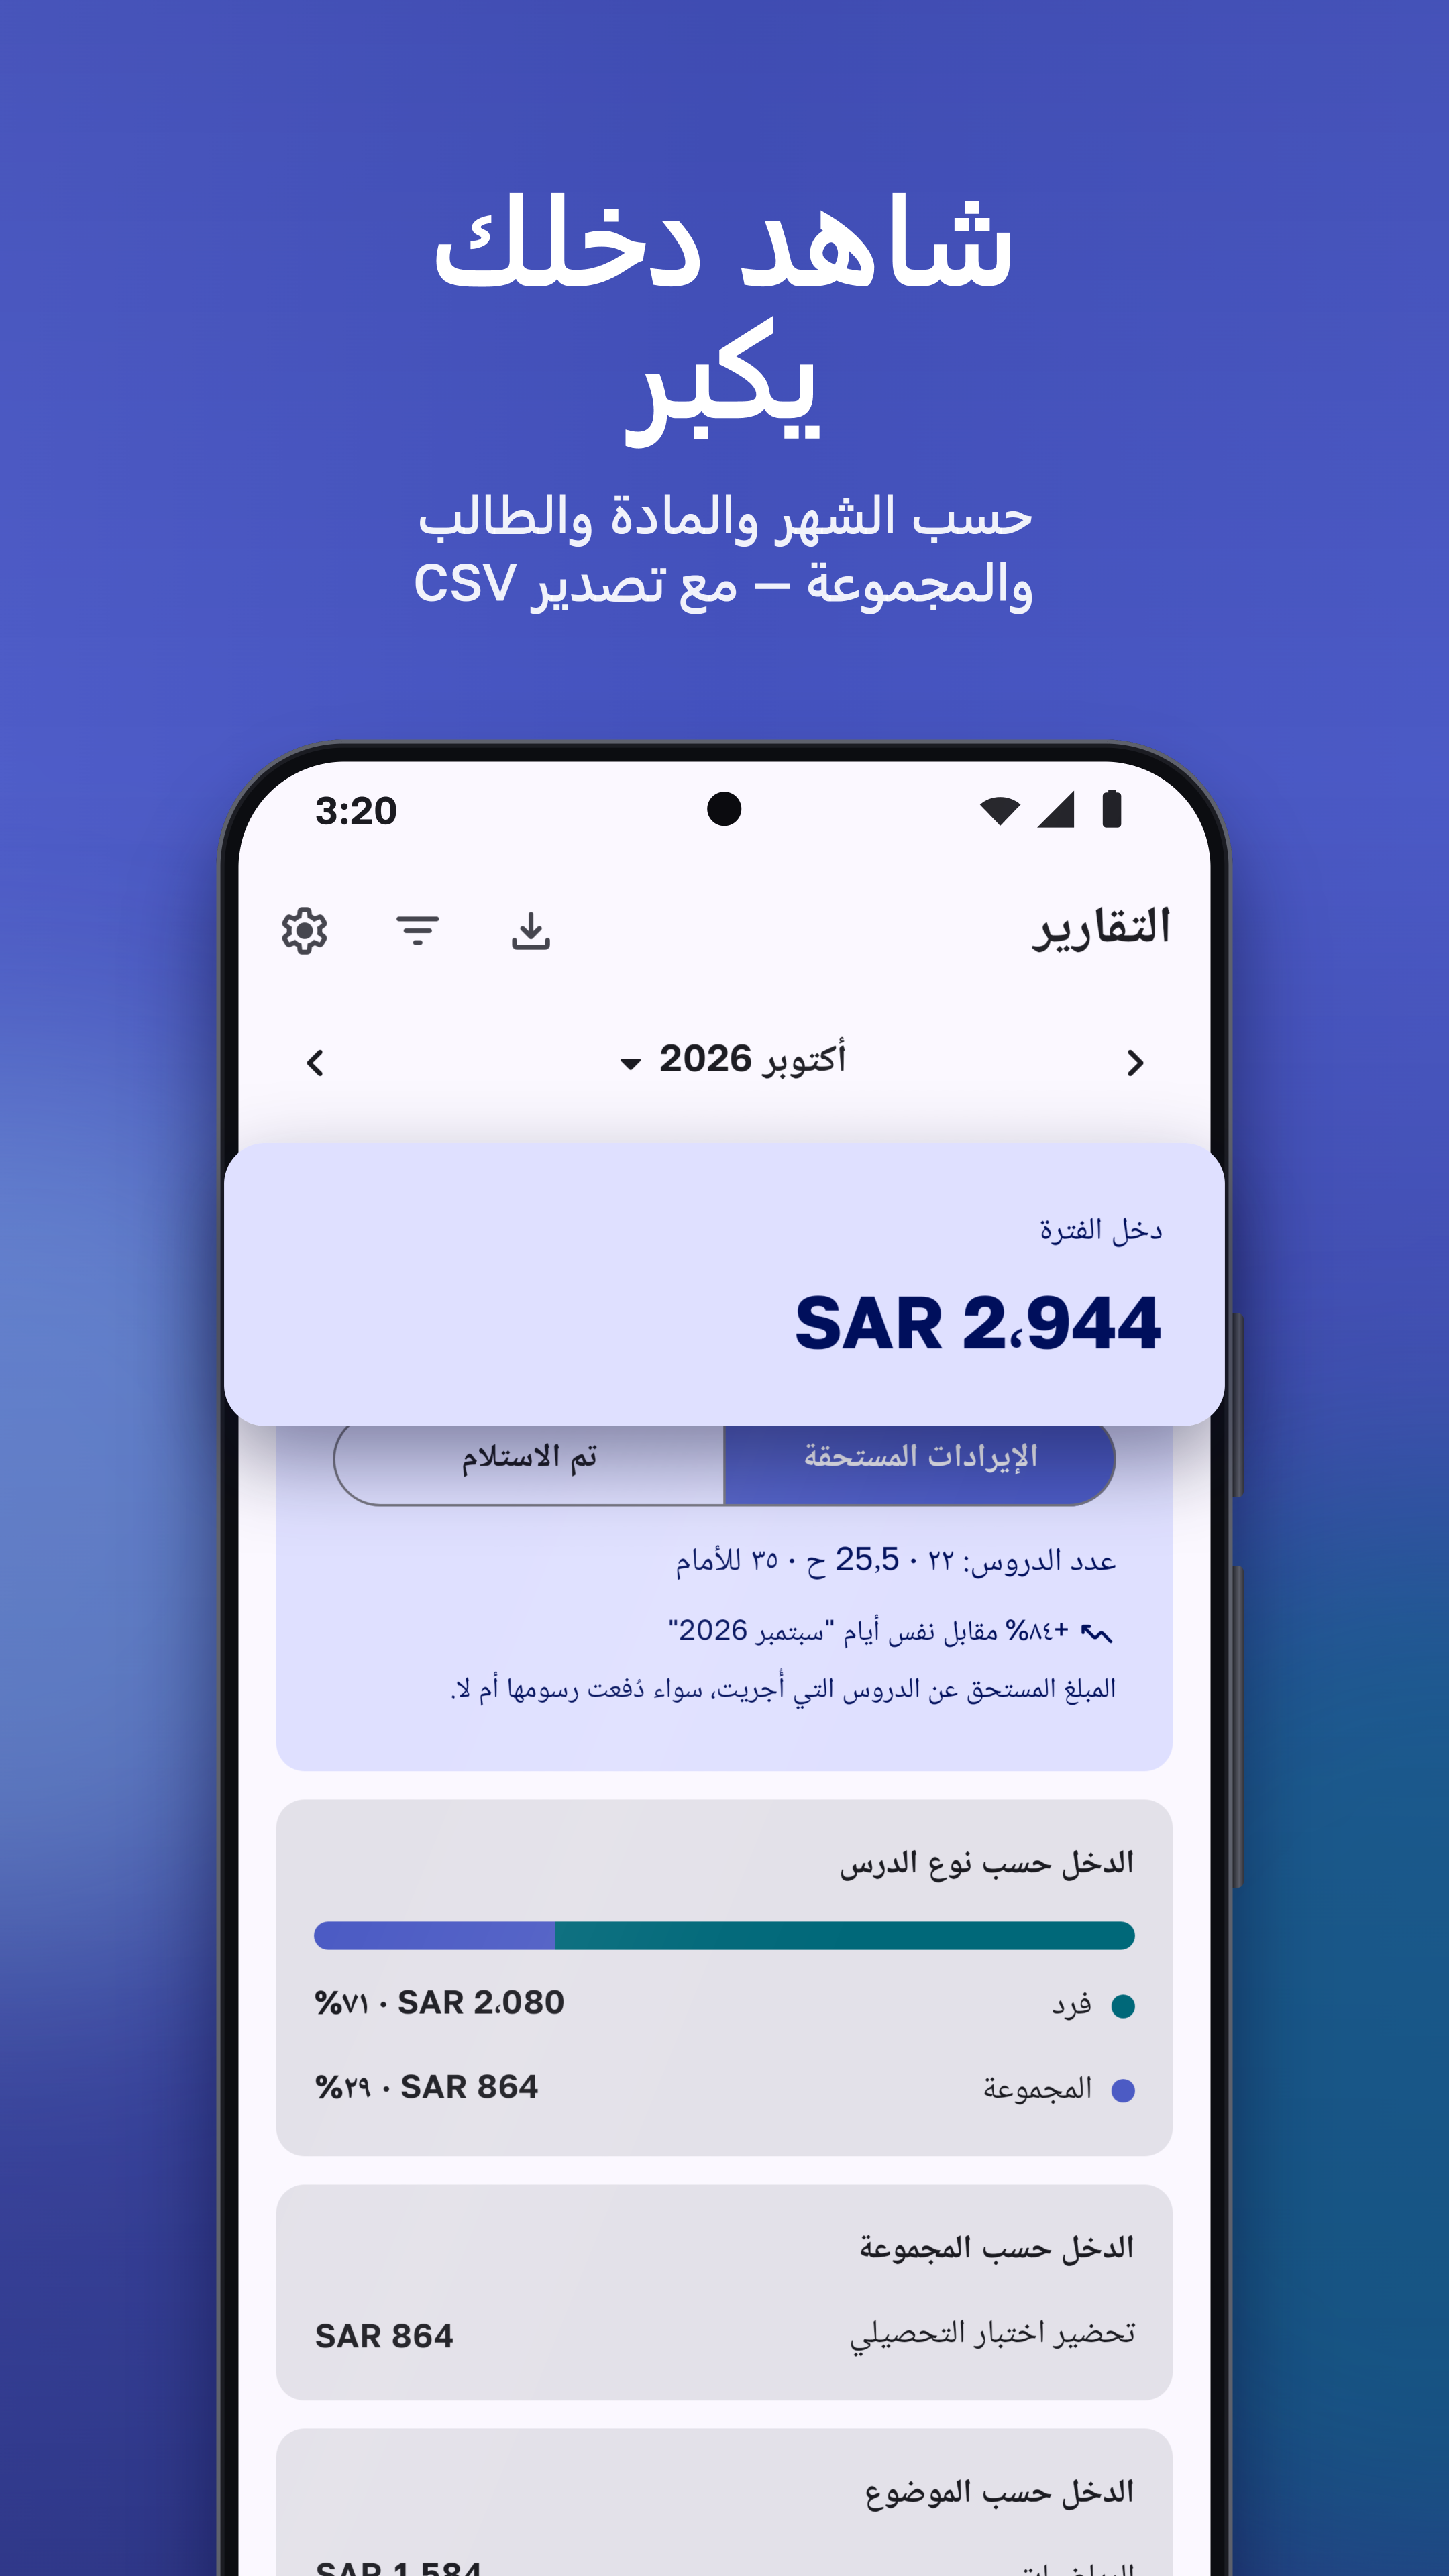 شاهد دخلك
يكبر
حسب الشهر والمادة والطالب
والمجموعة – مع تصدير CSV
3:20
التقارير
أكتوبر 2026
دخل الفترة
SAR 2،944
الإيرادات المستحقة
تم الاستلام
عدد الدروس: ٢٢ · 25,5 ح · ٣٥ للأمام
+٨٤% مقابل نفس أيام "سبتمبر 2026"
المبلغ المستحق عن الدروس التي أُجريت، سواء دُفعت رسومها أم لا.
الدخل حسب نوع الدرس
فرد
SAR 2،080 · ٧١%
المجموعة
SAR 864 · ٢٩%
الدخل حسب المجموعة
تحضير اختبار التحصيلي
SAR 864
الدخل حسب الموضوع
SAR 1،584